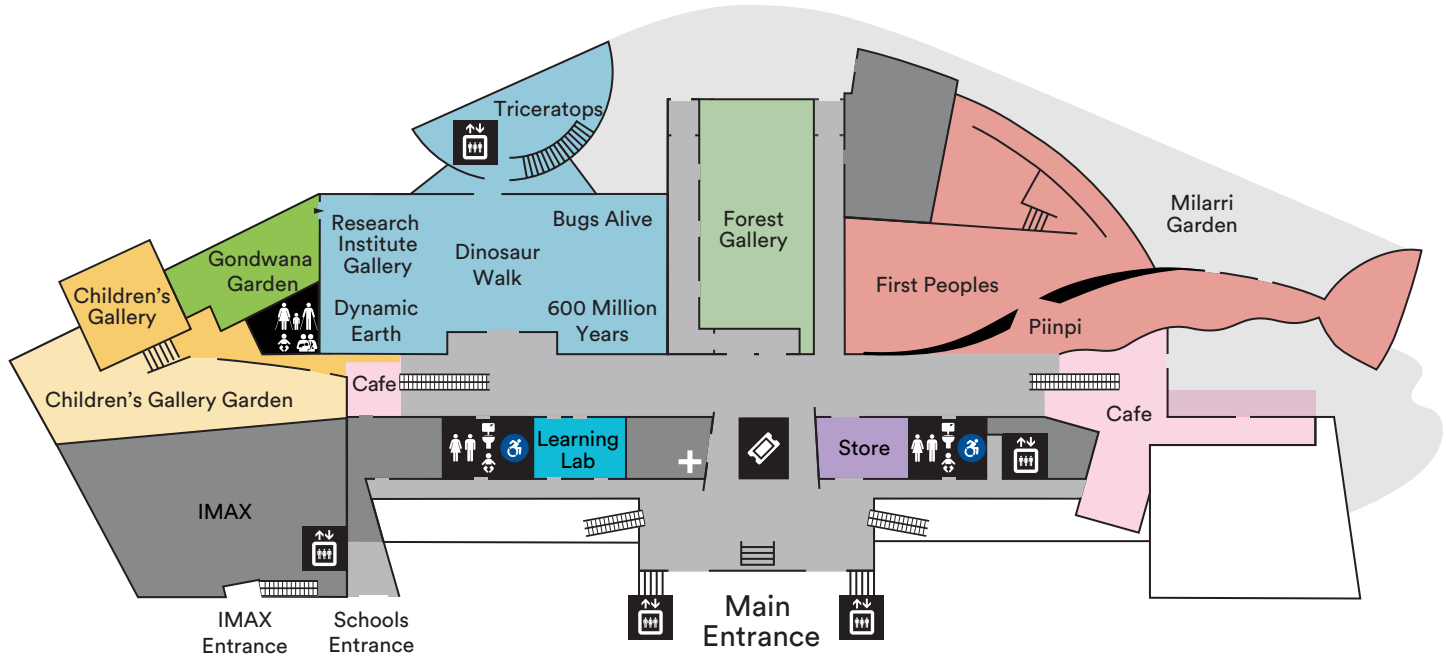 Triceratops
Research
Institute
Gallery
Bugs Alive
Dinosaur
Walk
Dynamic
Earth
600 Million
Years
Gondwana
Garden
Children's
Gallery
Children's Gallery Garden
Cafe
Forest
Gallery
First Peoples
Piinpi
Milarri
Garden
Cafe
Learning
Lab
Store
IMAX
IMAX
Entrance
Schools
Entrance
Main
Entrance